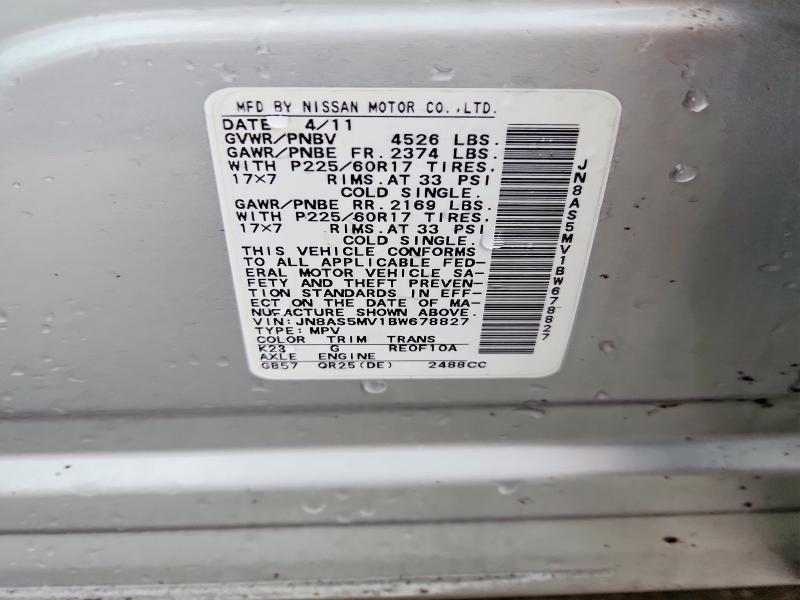 MFD BY NISSAN MOTOR CO.,LTD.
DATE 4/11
GVWR/PNBV 4526 LBS.
GAWR/PNBE FR. 2374 LBS.
WITH P225/60R17 TIRES.
17×7 RIMS.AT 33 PSI
COLD SINGLE.
GAWR/PNBE RR. 2169 LBS.
WITH P225/60R17 TIRES.
17×7 RIMS.AT 33 PSI
COLD SINGLE.
THIS VEHICLE CONFORMS
TO ALL APPLICABLE FED-
ERAL MOTOR VEHICLE SA-
FETY AND THEFT PREVEN-
TION STANDARDS IN EFF-
ECT ON THE DATE OF MA-
NUFACTURE SHOWN ABOVE.
VIN: JN8AS5MV1BW678827
TYPE: MPV
COLOR TRIM TRANS
K23 G RE0F10A
AXLE ENGINE
GB57 QR25(DE) 2488CC
JN8AS5MV1BW678827